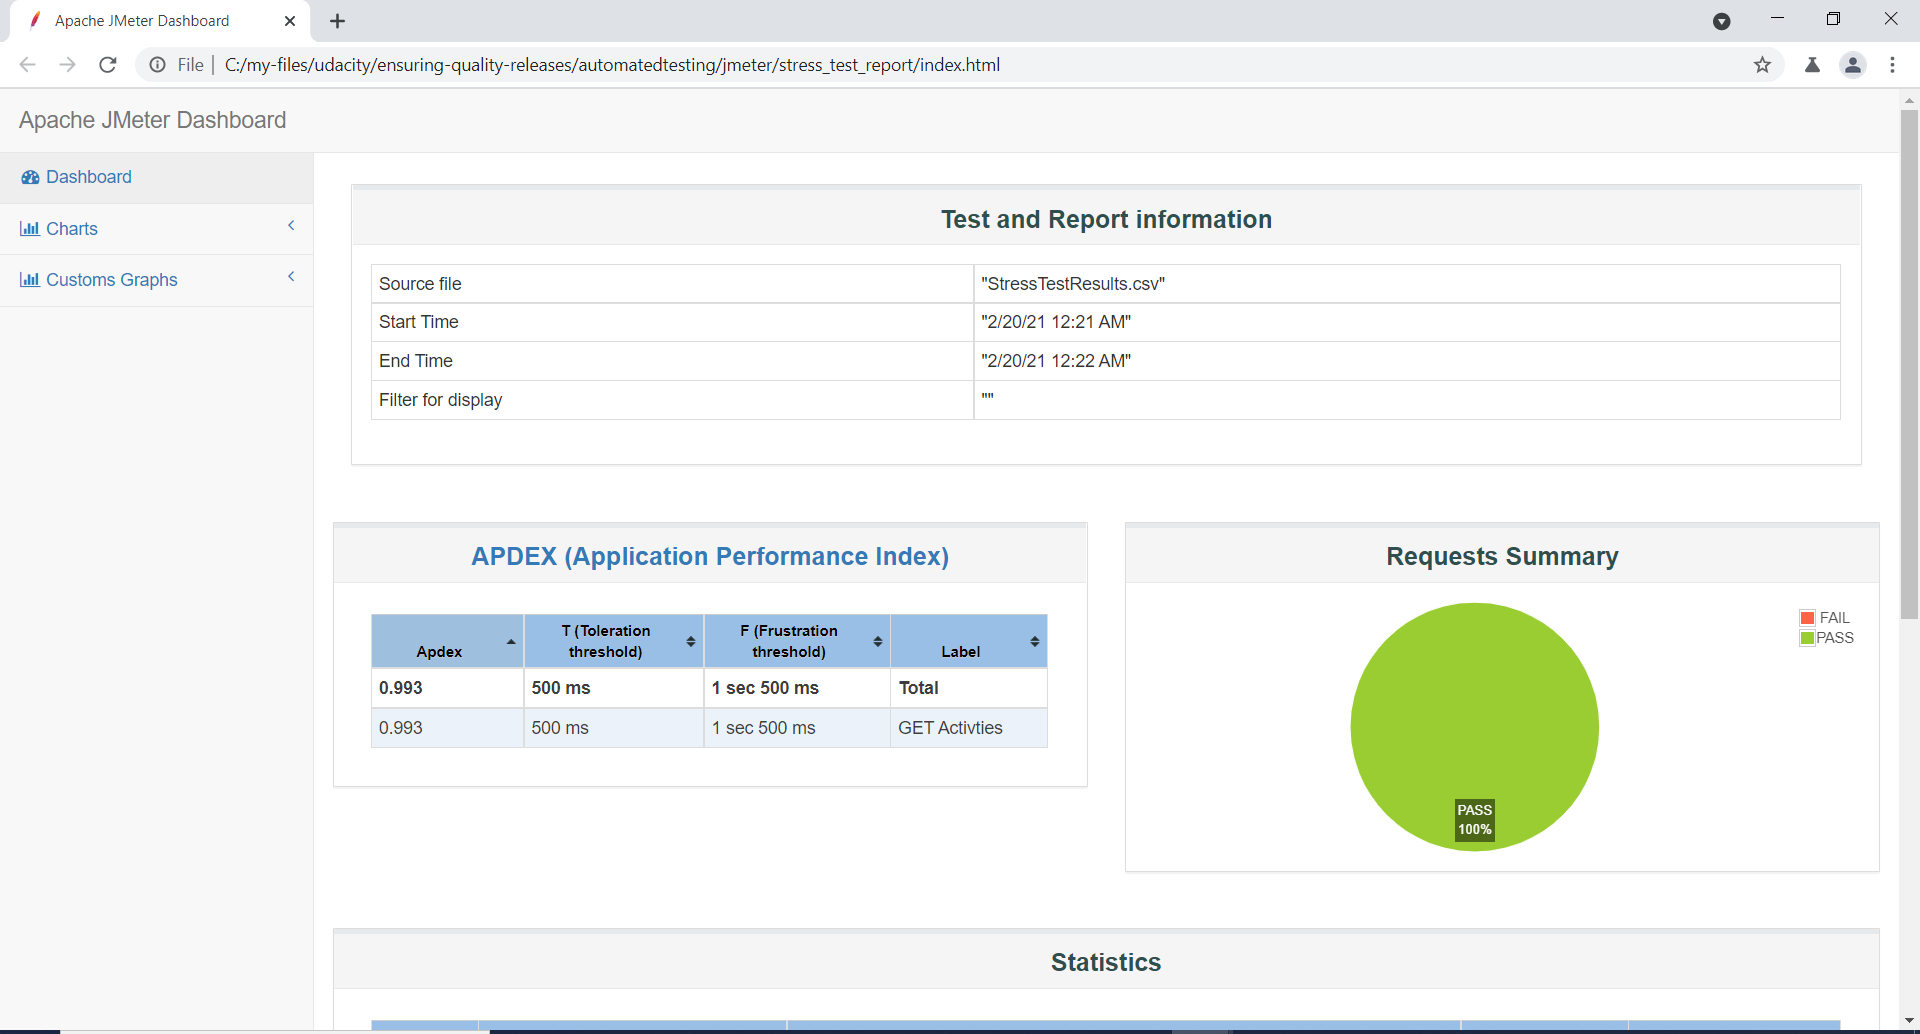 Apache JMeter Dashboard
File | C:/my-files/udacity/ensuring-quality-releases/automatedtesting/jmeter/stress_test_report/index.html
Apache JMeter Dashboard
Dashboard
Charts
Customs Graphs
Test and Report information
Source file "StressTestResults.csv"
Start Time "2/20/21 12:21 AM"
End Time "2/20/21 12:22 AM"
Filter for display ""
APDEX (Application Performance Index)
Apdex T (Toleration threshold) F (Frustration threshold) Label
0.993 500 ms 1 sec 500 ms Total
0.993 500 ms 1 sec 500 ms GET Activties
Requests Summary
FAIL
PASS
PASS
100%
Statistics